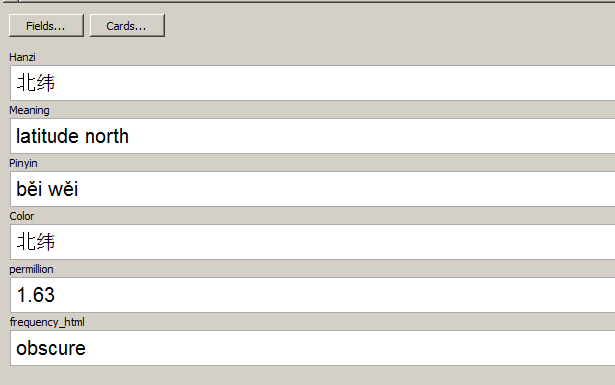 Fields... Cards...
Hanzi
北纬
Meaning
latitude north
Pinyin
běi wěi
Color
北纬
permillion
1.63
frequency_html
obscure